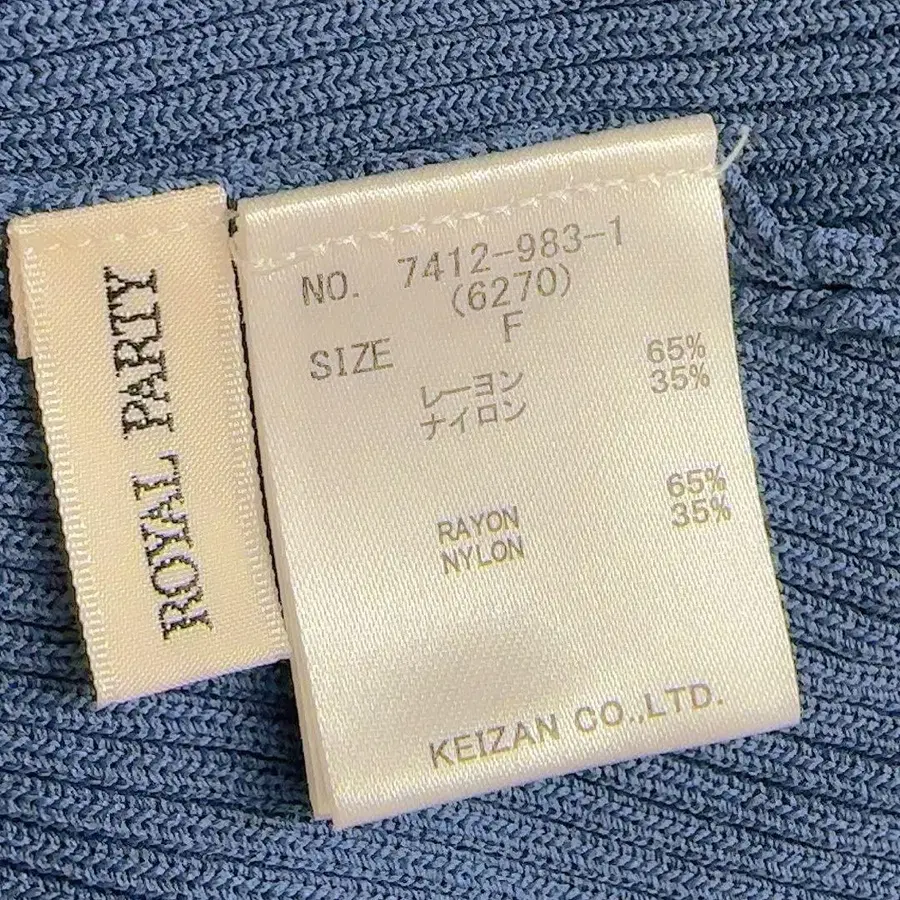 ROYAL PARTY
NO. 7412-983-1
(6270)
SIZE F
レーヨン 65%
ナイロン 35%
RAYON 65%
NYLON 35%
KEIZAN CO.,LTD.